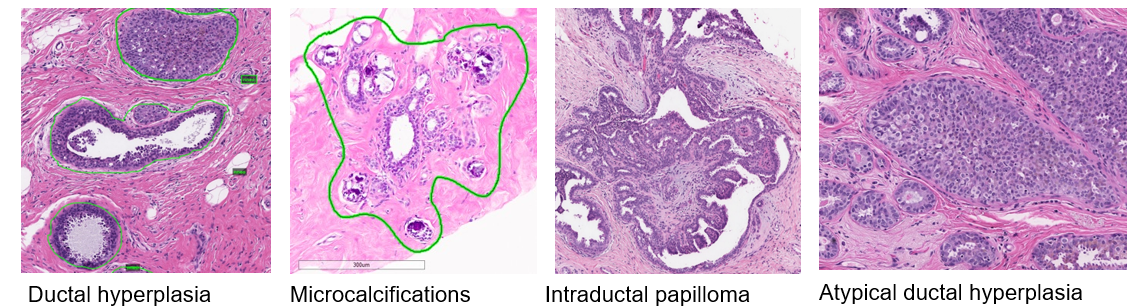 300um
Ductal hyperplasia
Microcalcifications
Intraductal papilloma
Atypical ductal hyperplasia